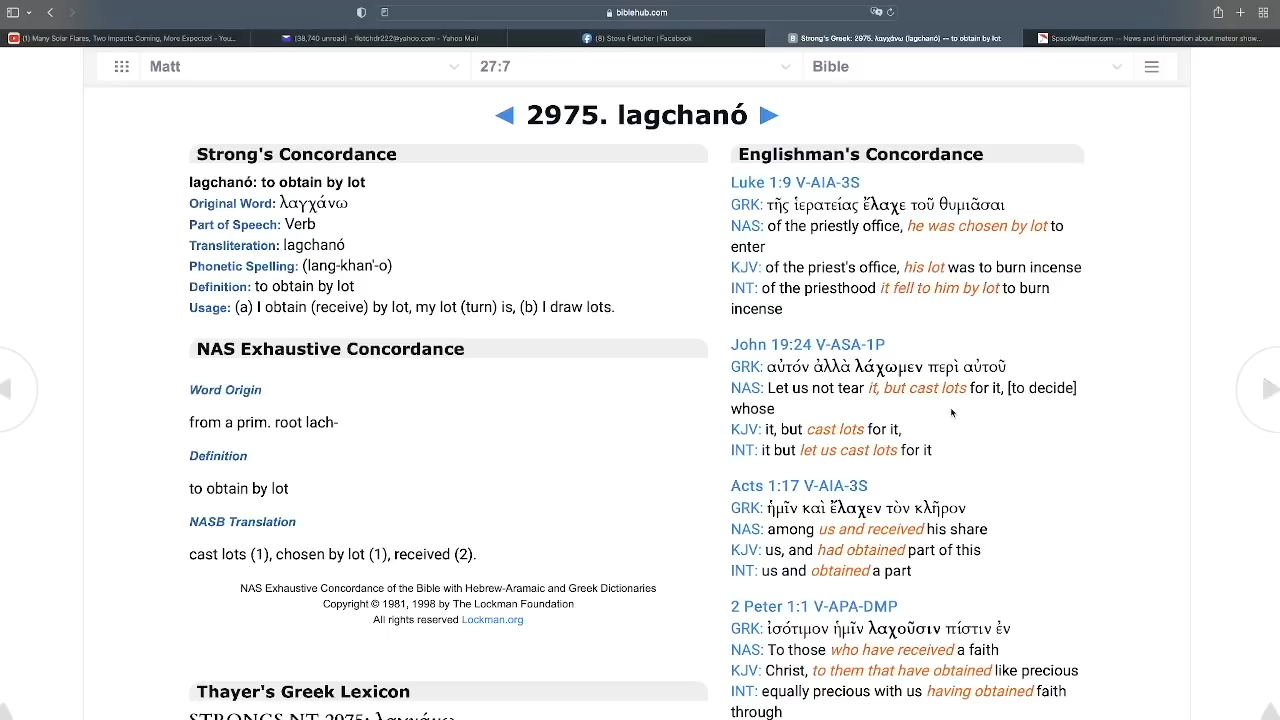 biblehub.com
(1) Many Solar Flares, Two Impacts Coming, More Expected - You...
(38,740 unread) - fletchdr222@yahoo.com - Yahoo Mail
(8) Steve Fletcher | Facebook
Strong's Greek: 2975. λαγχάνω (lagchanó) -- to obtain by lot
SpaceWeather.com -- News and information about meteor show...
Matt 27:7 Bible
2975. lagchanó
Strong's Concordance
lagchanó: to obtain by lot
Original Word: λαγχάνω
Part of Speech: Verb
Transliteration: lagchanó
Phonetic Spelling: (lang-khan'-o)
Definition: to obtain by lot
Usage: (a) I obtain (receive) by lot, my lot (turn) is, (b) I draw lots.
NAS Exhaustive Concordance
Word Origin
from a prim. root lach-
Definition
to obtain by lot
NASB Translation
cast lots (1), chosen by lot (1), received (2).
NAS Exhaustive Concordance of the Bible with Hebrew-Aramaic and Greek Dictionaries
Copyright © 1981, 1998 by The Lockman Foundation
All rights reserved Lockman.org
Thayer's Greek Lexicon
STRONGS NT 2975: λαγχάνω
Englishman's Concordance
Luke 1:9 V-AIA-3S
GRK: τῆς ἱερατείας ἔλαχε τοῦ θυμιᾶσαι
NAS: of the priestly office, he was chosen by lot to
enter
KJV: of the priest's office, his lot was to burn incense
INT: of the priesthood it fell to him by lot to burn
incense
John 19:24 V-ASA-1P
GRK: αὐτόν ἀλλὰ λάχωμεν περὶ αὐτοῦ
NAS: Let us not tear it, but cast lots for it, [to decide]
whose
KJV: it, but cast lots for it,
INT: it but let us cast lots for it
Acts 1:17 V-AIA-3S
GRK: ἡμῖν καὶ ἔλαχεν τὸν κλῆρον
NAS: among us and received his share
KJV: us, and had obtained part of this
INT: us and obtained a part
2 Peter 1:1 V-APA-DMP
GRK: ἰσότιμον ἡμῖν λαχοῦσιν πίστιν ἐν
NAS: To those who have received a faith
KJV: Christ, to them that have obtained like precious
INT: equally precious with us having obtained faith
through